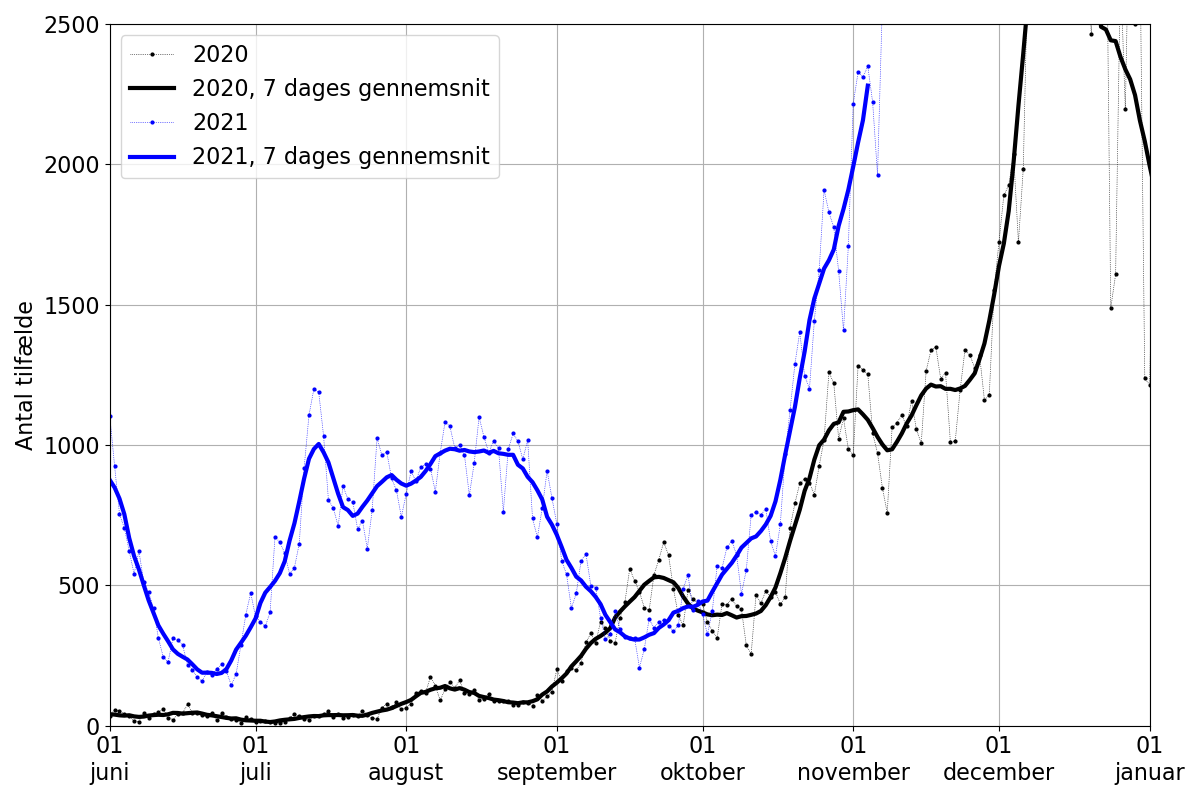 2500
2000
1500
1000
500
0
Antal tilfælde
2020
2020, 7 dages gennemsnit
2021
2021, 7 dages gennemsnit
01 01 01 01 01 01 01 01
juni juli august september oktober november december januar